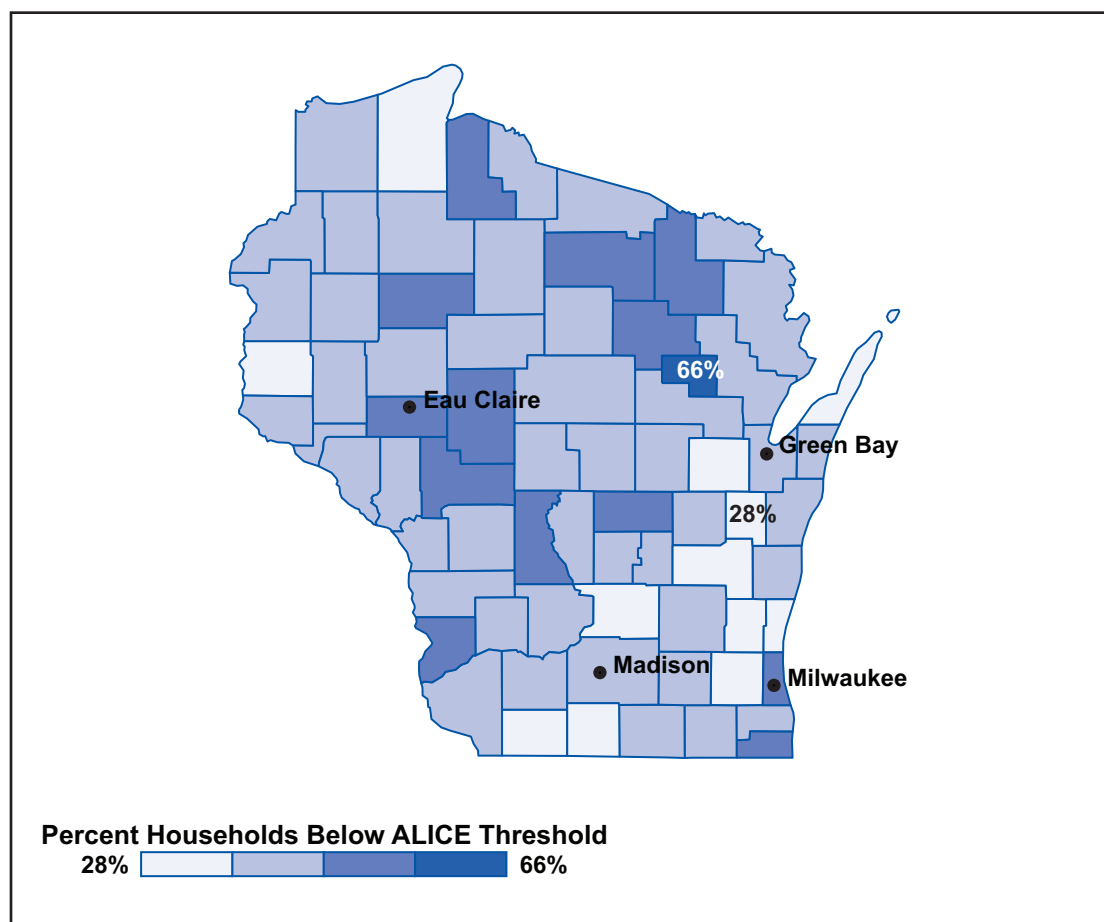 66%
Eau Claire
Green Bay
28%
Madison
Milwaukee
Percent Households Below ALICE Threshold
28% 66%